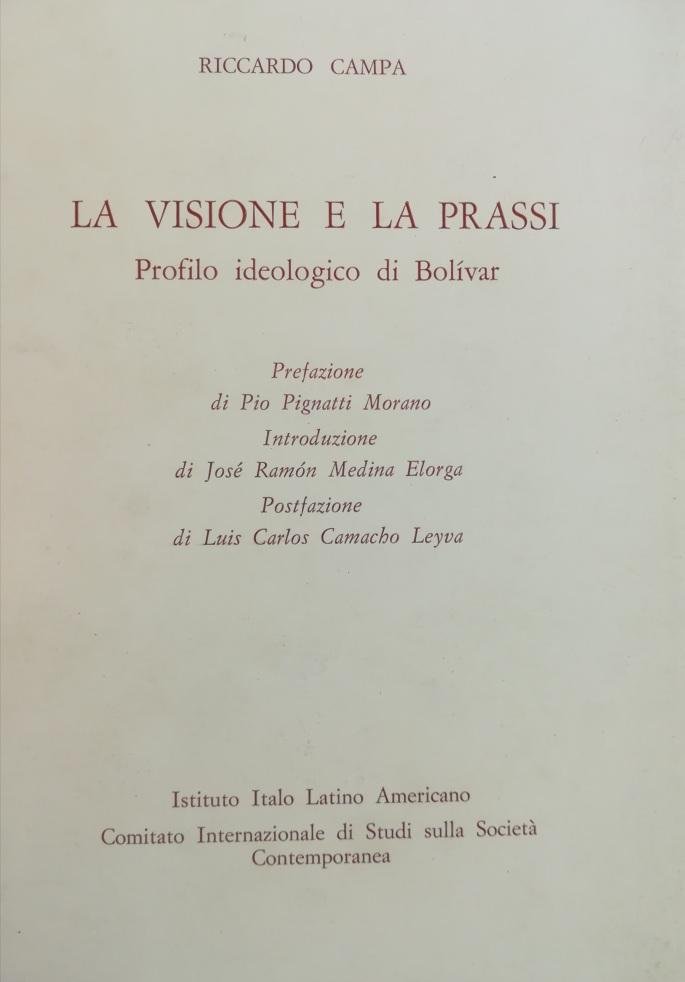 RICCARDO CAMPA
LA VISIONE E LA PRASSI
Profilo ideologico di Bolívar
Prefazione
di Pio Pignatti Morano
Introduzione
di José Ramón Medina Elorga
Postfazione
di Luis Carlos Camacho Leyva
Istituto Italo Latino Americano
Comitato Internazionale di Studi sulla Società
Contemporanea